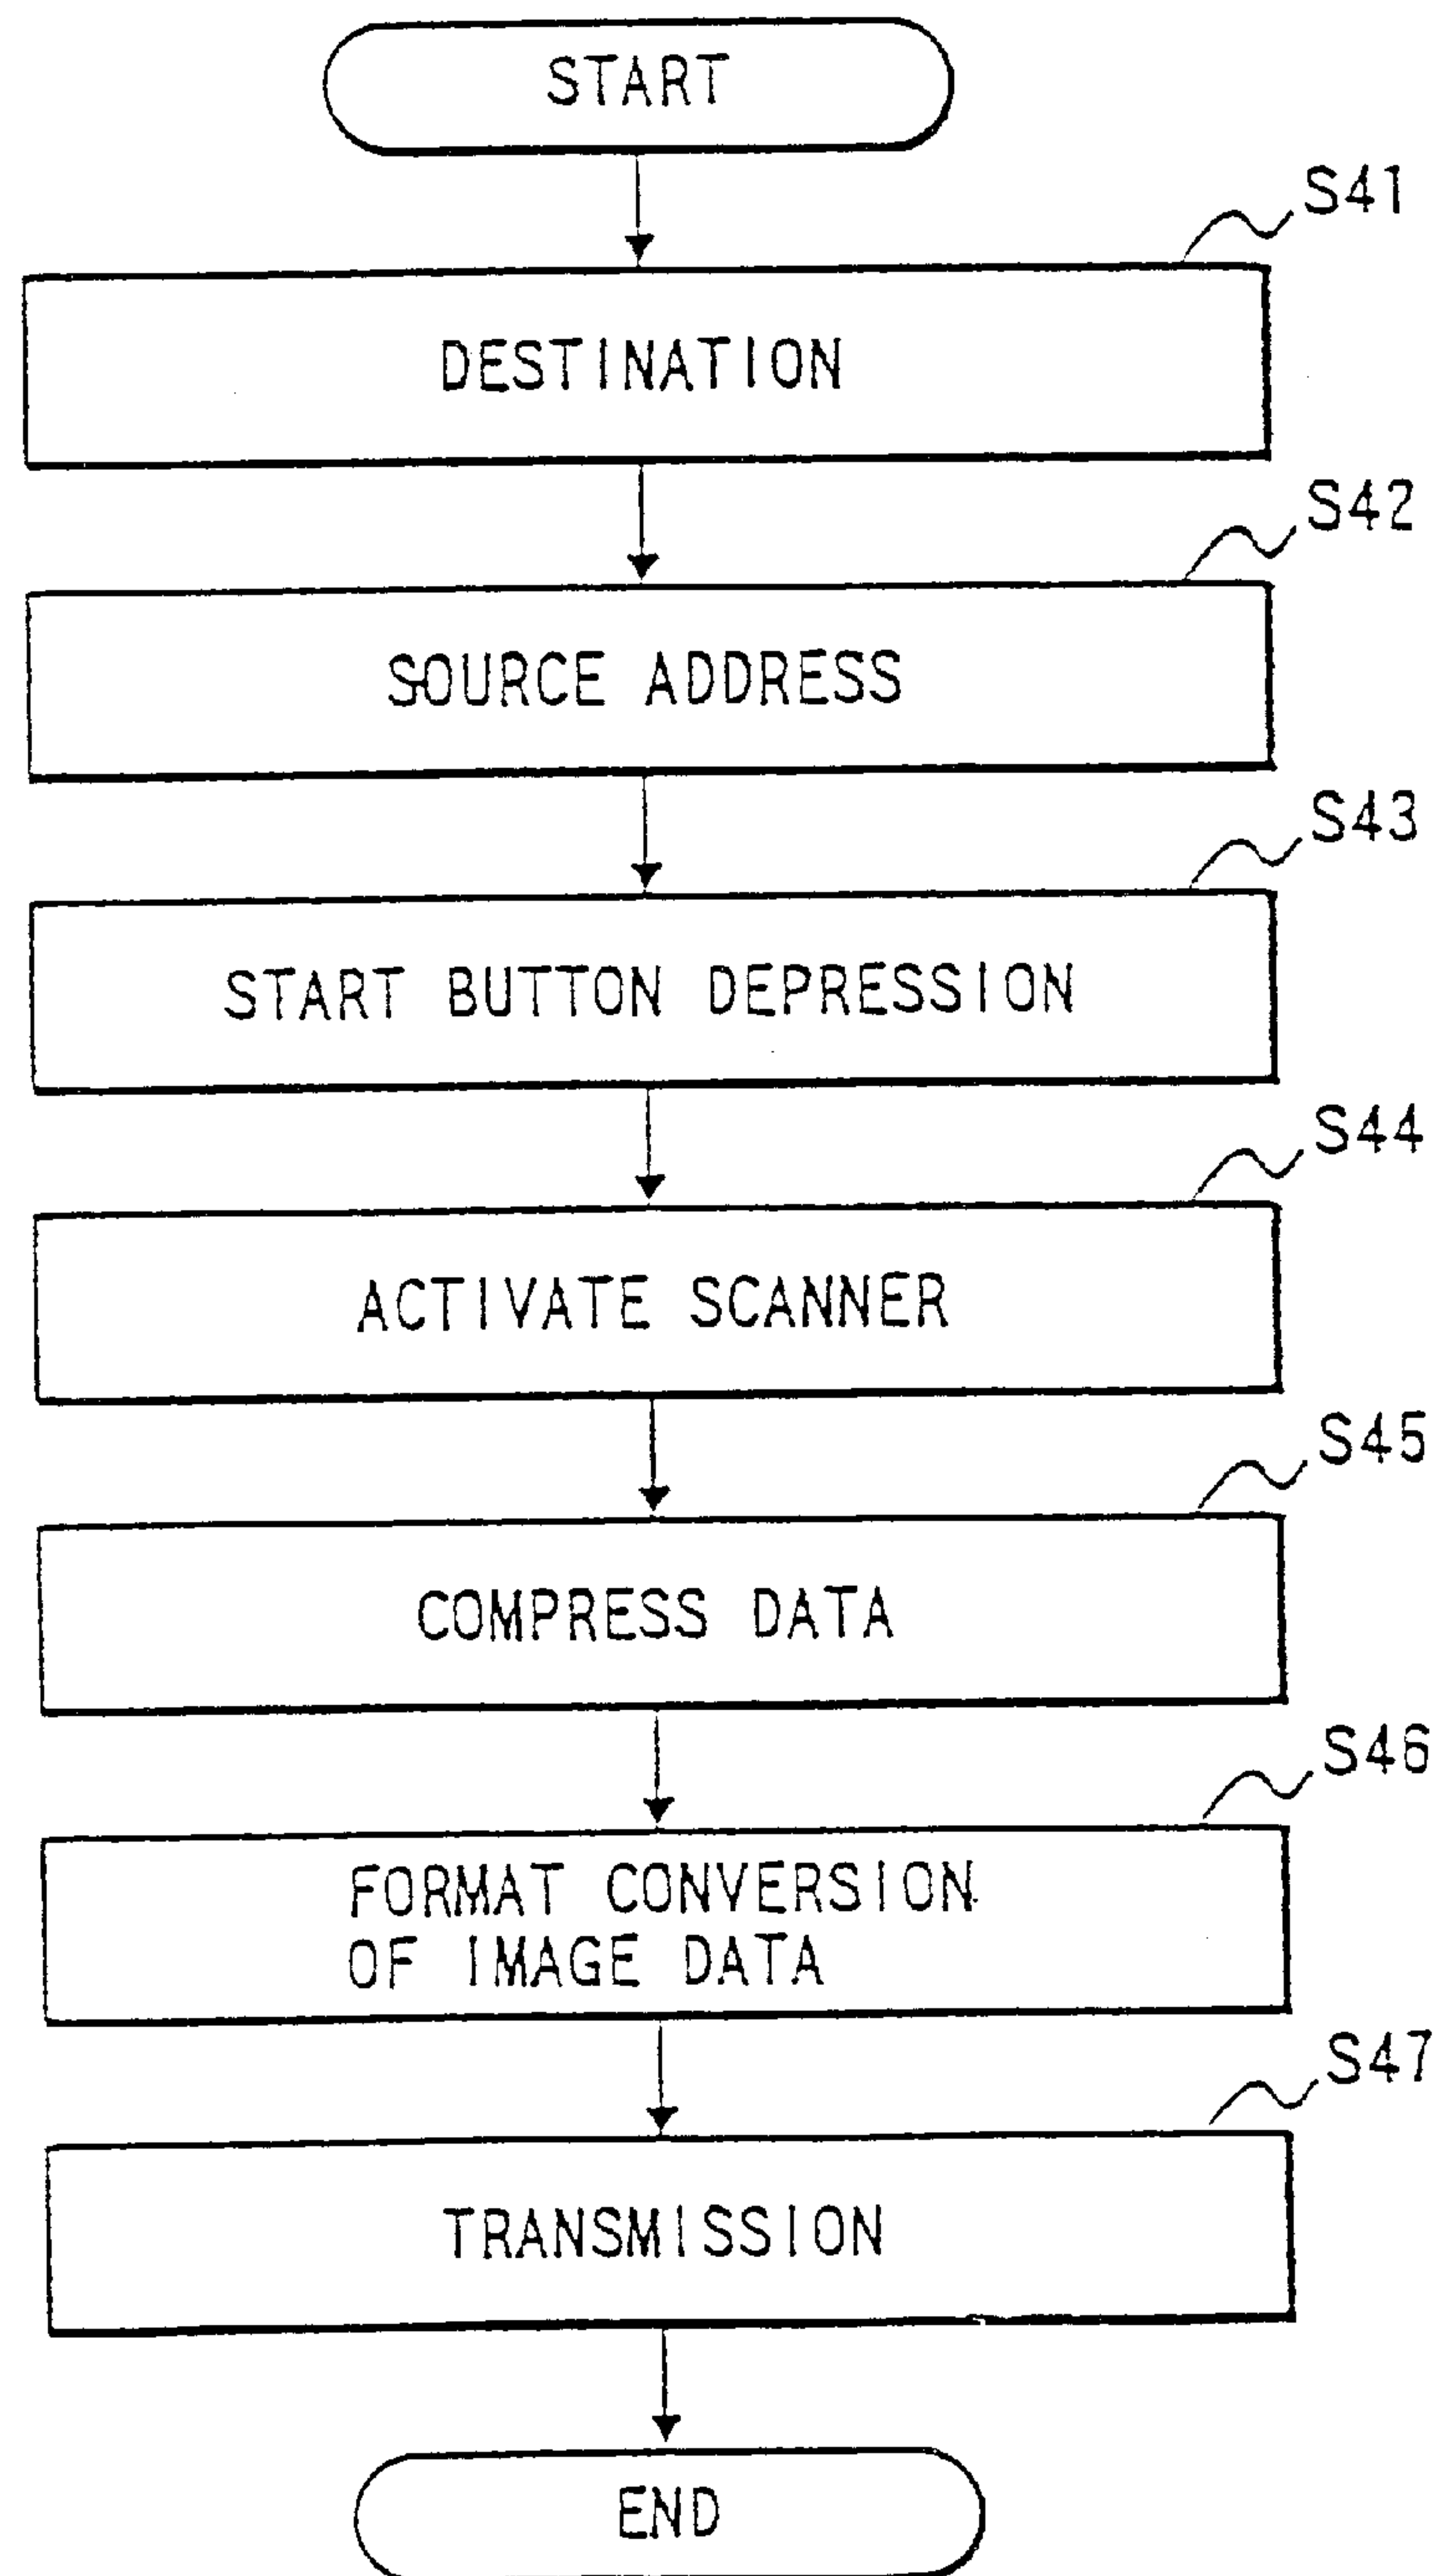 START
S41
DESTINATION
S42
SOURCE ADDRESS
S43
START BUTTON DEPRESSION
S44
ACTIVATE SCANNER
S45
COMPRESS DATA
S46
FORMAT CONVERSION
OF IMAGE DATA
S47
TRANSMISSION
END